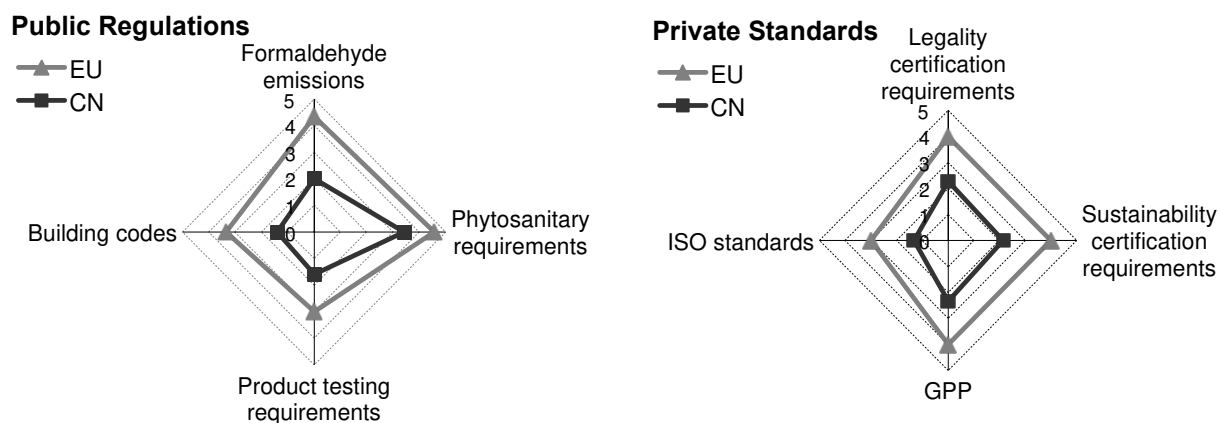 Public Regulations
EU
CN
Formaldehyde
emissions
5
4
3
2
1
0
Phytosanitary
requirements
Product testing
requirements
Building codes
Private Standards
EU
CN
Legality
certification
requirements
5
4
3
2
1
0
Sustainability
certification
requirements
GPP
ISO standards